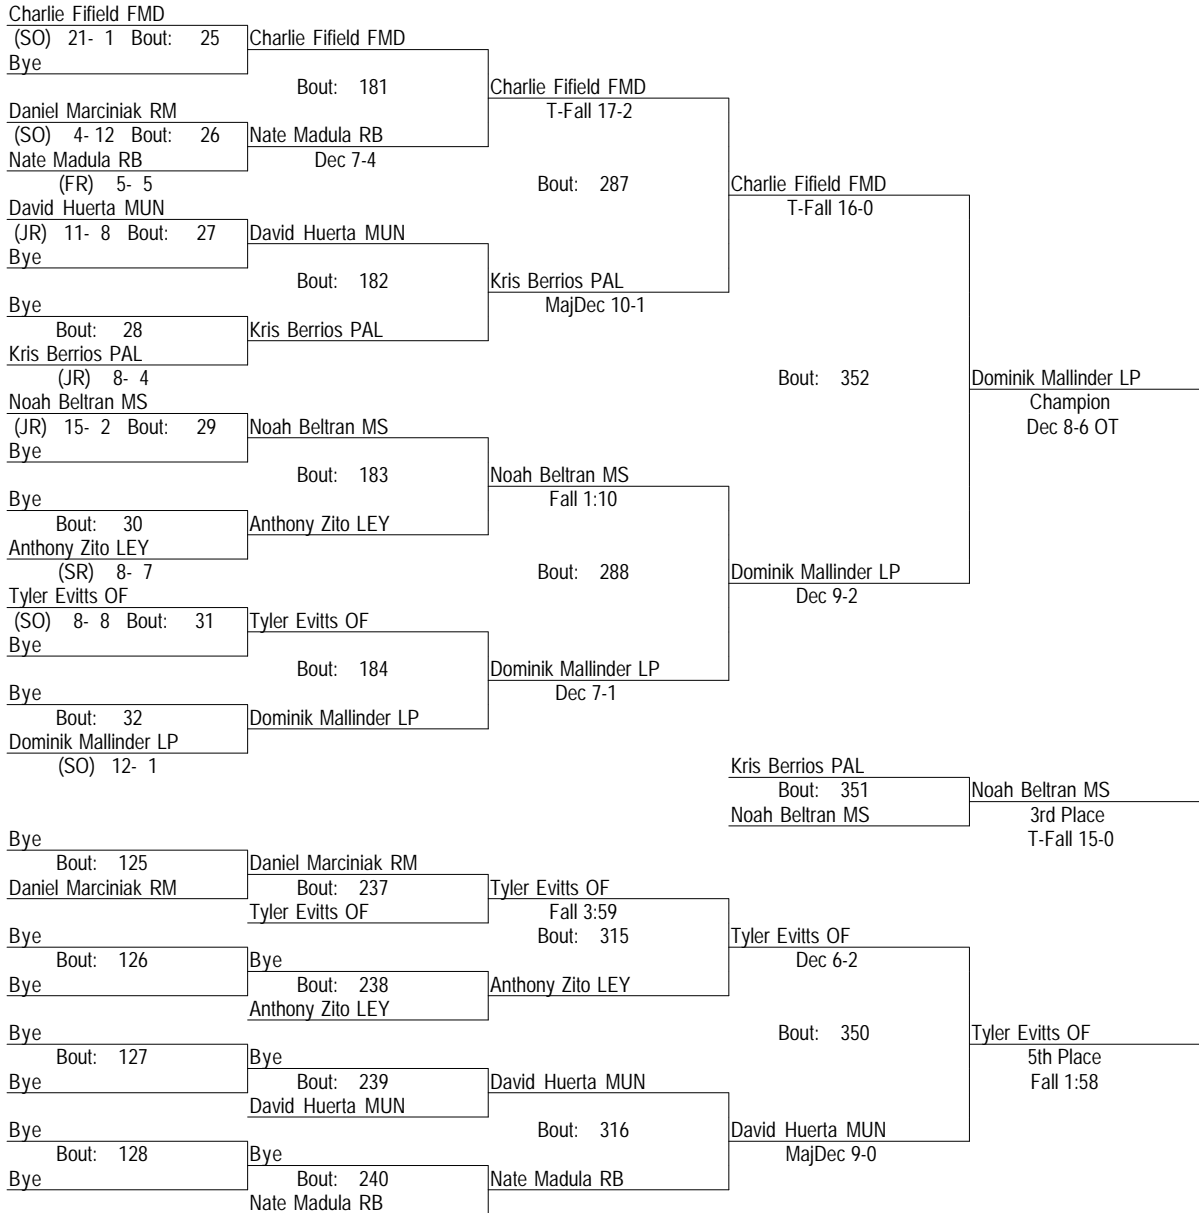 Charlie Fifield FMD
(SO) 21- 1 Bout: 25
Charlie Fifield FMD
Bye
Bout: 181
Charlie Fifield FMD
T-Fall 17-2
Daniel Marciniak RM
(SO) 4- 12 Bout: 26
Nate Madula RB
Nate Madula RB
Dec 7-4
(FR) 5- 5
Bout: 287
Charlie Fifield FMD
T-Fall 16-0
David Huerta MUN
(JR) 11- 8 Bout: 27
David Huerta MUN
Bye
Bout: 182
Kris Berrios PAL
MajDec 10-1
Bye
Bout: 28
Kris Berrios PAL
Kris Berrios PAL
(JR) 8- 4
Bout: 352
Dominik Mallinder LP
Champion
Dec 8-6 OT
Noah Beltran MS
(JR) 15- 2 Bout: 29
Noah Beltran MS
Bye
Bout: 183
Noah Beltran MS
Fall 1:10
Bye
Bout: 30
Anthony Zito LEY
Anthony Zito LEY
(SR) 8- 7
Bout: 288
Dominik Mallinder LP
Dec 9-2
Tyler Evitts OF
(SO) 8- 8 Bout: 31
Tyler Evitts OF
Bye
Bout: 184
Dominik Mallinder LP
Dec 7-1
Bye
Bout: 32
Dominik Mallinder LP
Dominik Mallinder LP
(SO) 12- 1
Kris Berrios PAL
Bout: 351
Noah Beltran MS
Noah Beltran MS
3rd Place
T-Fall 15-0
Bye
Bout: 125
Daniel Marciniak RM
Daniel Marciniak RM
Bout: 237
Tyler Evitts OF
Tyler Evitts OF
Fall 3:59
Bye
Bout: 315
Tyler Evitts OF
Dec 6-2
Bout: 126
Bye
Bye
Bout: 238
Anthony Zito LEY
Anthony Zito LEY
Bye
Bout: 350
Tyler Evitts OF
5th Place
Fall 1:58
Bout: 127
Bye
Bye
Bout: 239
David Huerta MUN
David Huerta MUN
Bye
Bout: 316
David Huerta MUN
MajDec 9-0
Bout: 128
Bye
Bye
Bout: 240
Nate Madula RB
Nate Madula RB